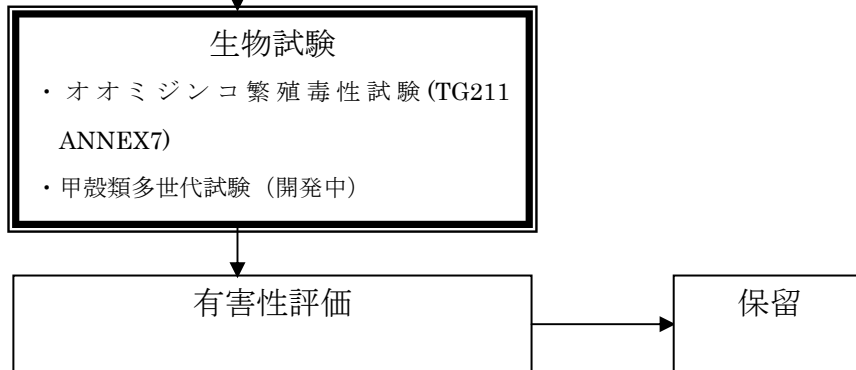 生物試験
・オオミジンコ繁殖毒性試験(TG211
ANNEX7)
・甲殻類多世代試験（開発中）
有害性評価
保留